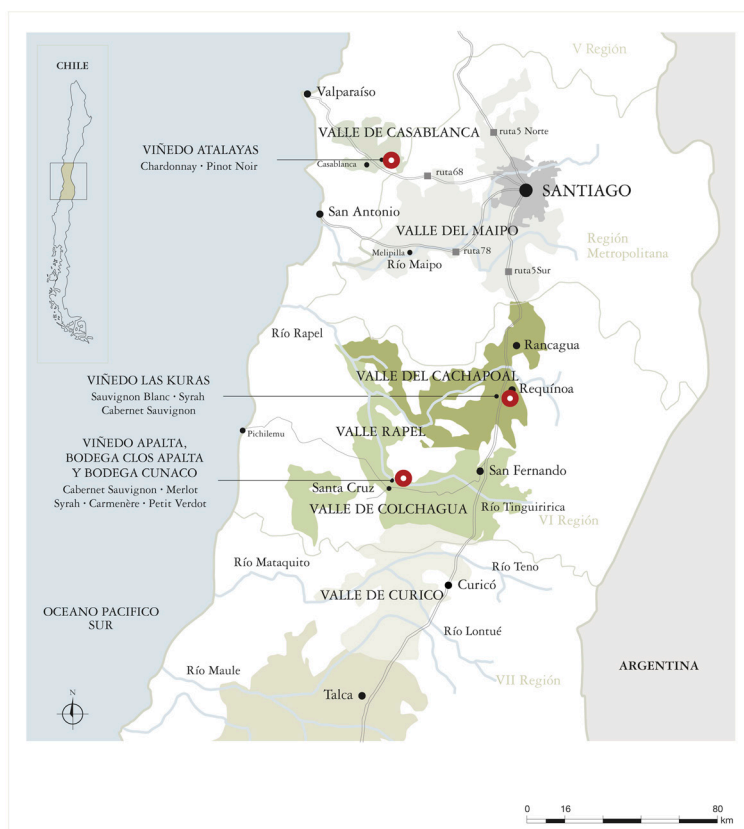 CHILE
V Región
Valparaíso
VALLE DE CASABLANCA
ruta5 Norte
VIÑEDO ATALAYAS
Chardonnay · Pinot Noir
Casablanca
ruta68
SANTIAGO
San Antonio
VALLE DEL MAIPO
Región
Metropolitana
Melipilla
ruta78
Río Maipo
ruta5Sur
Río Rapel
Rancagua
VIÑEDO LAS KURAS
Sauvignon Blanc · Syrah
Cabernet Sauvignon
VALLE DEL CACHAPOAL
Requínoa
Pichilemu
VALLE RAPEL
VIÑEDO APALTA,
BODEGA CLOS APALTA
Y BODEGA CUNACO
Cabernet Sauvignon · Merlot
Syrah · Carmenère · Petit Verdot
San Fernando
Santa Cruz
VALLE DE COLCHAGUA
Río Tinguiririca
VI Región
Río Mataquito
Río Teno
VALLE DE CURICO
Curicó
OCEANO PACIFICO
SUR
Río Lontué
Río Maule
VII Región
ARGENTINA
Talca
N
0 16 80
km